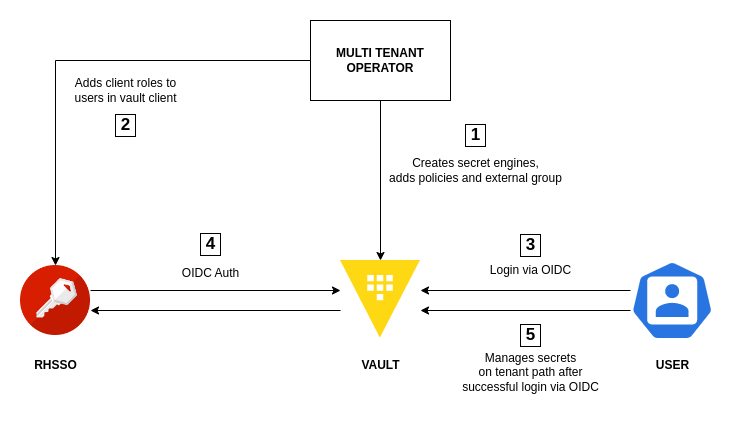 MULTI TENANT
OPERATOR
Adds client roles to
users in vault client
2
1
Creates secret engines,
adds policies and external group
4
OIDC Auth
3
Login via OIDC
5
Manages secrets
on tenant path after
successful login via OIDC
RHSSO
VAULT
USER